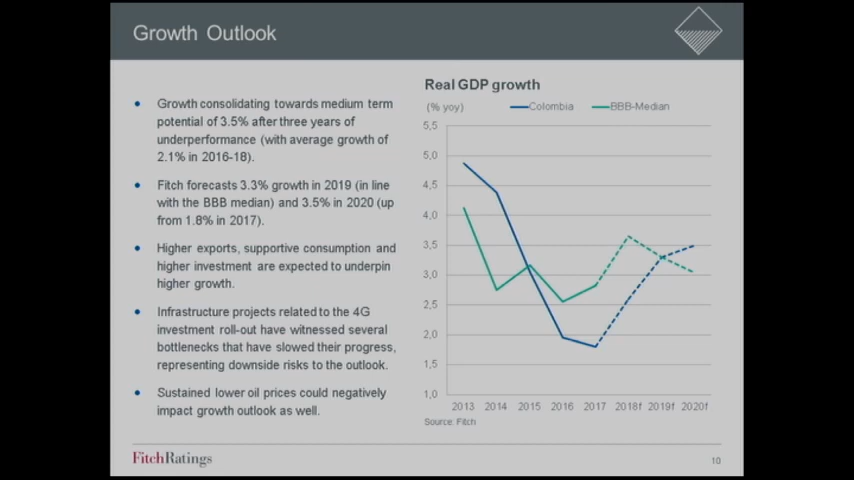 Growth Outlook
Growth consolidating towards medium term
potential of 3.5% after three years of
underperformance (with average growth of
2.1% in 2016-18).
Fitch forecasts 3.3% growth in 2019 (in line
with the BBB median) and 3.5% in 2020 (up
from 1.8% in 2017).
Higher exports, supportive consumption and
higher investment are expected to underpin
higher growth.
Infrastructure projects related to the 4G
investment roll-out have witnessed several
bottlenecks that have slowed their progress,
representing downside risks to the outlook.
Sustained lower oil prices could negatively
impact growth outlook as well.
Real GDP growth
(% yoy)
Colombia
BBB-Median
5,5
5,0
4,5
4,0
3,5
3,0
2,5
2,0
1,5
1,0
2013 2014 2015 2016 2017 2018f 2019f 2020f
Source: Fitch
FitchRatings
10